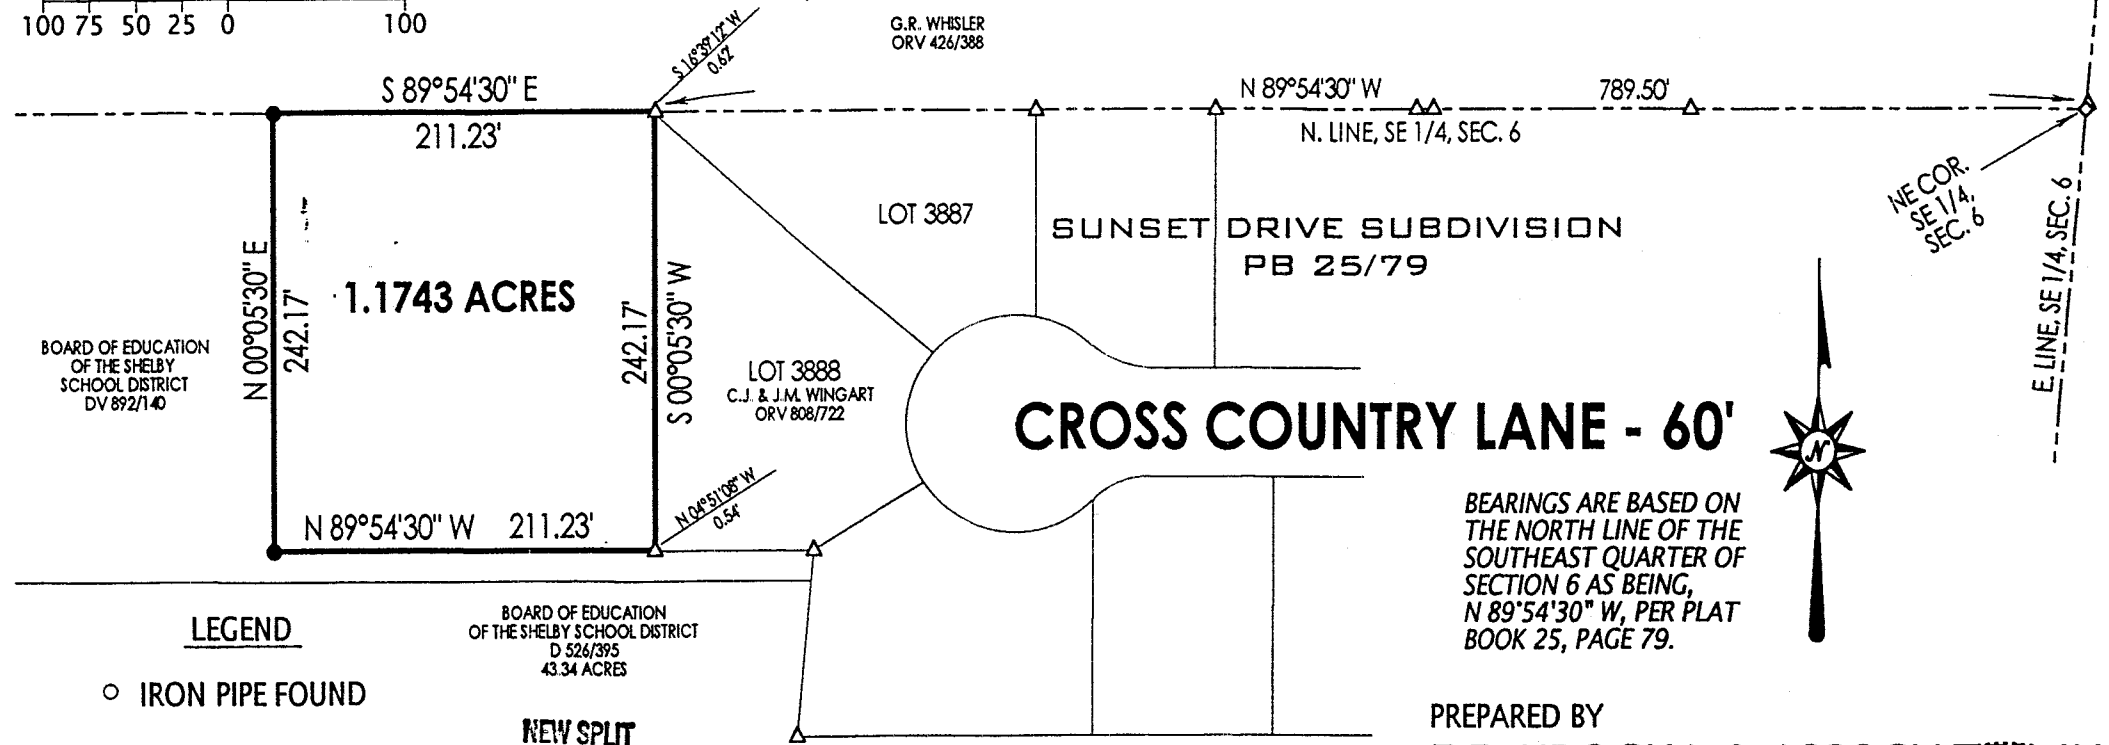 100 75 50 25 0 100
G.R. WHISLER
ORV 426/388
S 16°39'12" W
0.62'
S 89°54'30" E
211.23'
N 89°54'30" W
789.50'
N. LINE, SE 1/4, SEC. 6
NE COR.
SE 1/4,
SEC. 6
E. LINE, SE 1/4, SEC. 6
LOT 3887
SUNSET DRIVE SUBDIVISION
PB 25/79
N 00°05'30" E
242.17'
1.1743 ACRES
242.17'
S 00°05'30" W
BOARD OF EDUCATION
OF THE SHELBY
SCHOOL DISTRICT
DV 892/140
LOT 3888
C.J. & J.M. WINGART
ORV 808/722
CROSS COUNTRY LANE - 60'
N
N 04°51'08" W
0.54'
N 89°54'30" W 211.23'
BEARINGS ARE BASED ON
THE NORTH LINE OF THE
SOUTHEAST QUARTER OF
SECTION 6 AS BEING,
N 89°54'30" W, PER PLAT
BOOK 25, PAGE 79.
LEGEND
IRON PIPE FOUND
BOARD OF EDUCATION
OF THE SHELBY SCHOOL DISTRICT
D 526/395
43.34 ACRES
NEW SPLIT
PREPARED BY